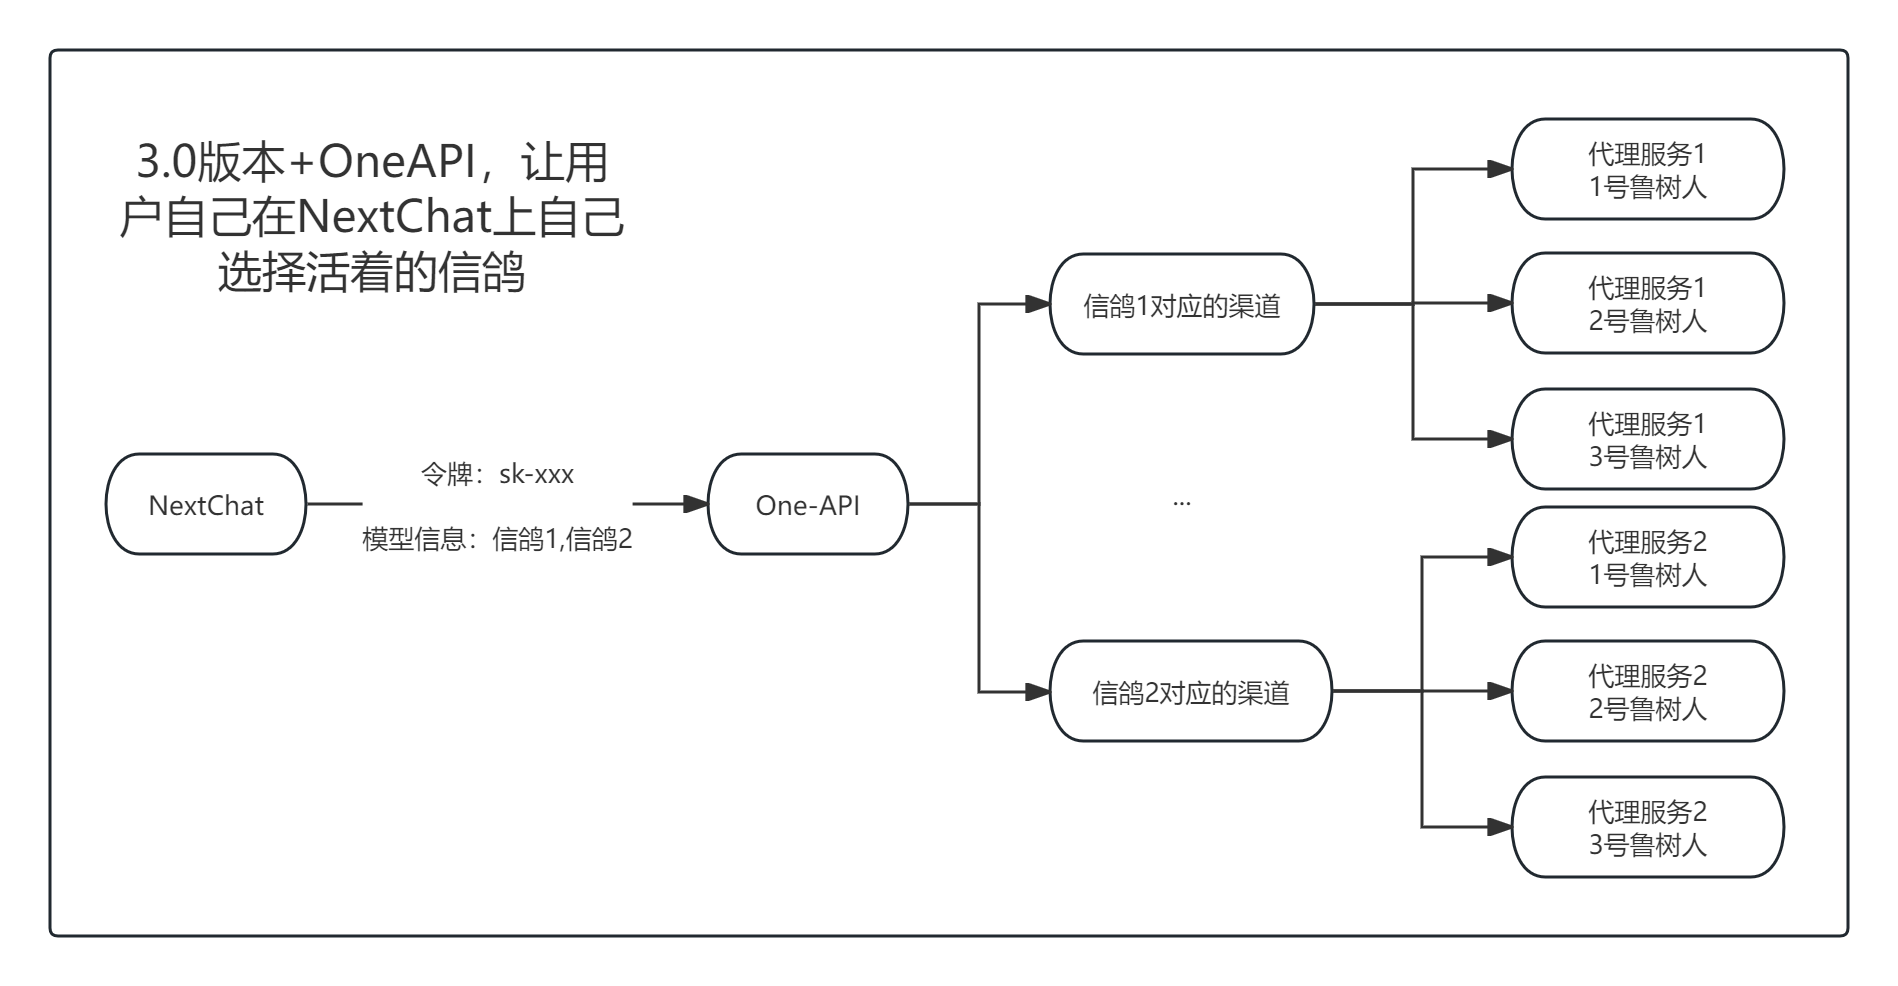 3.0版本+OneAPI，让用
户自己在NextChat上自己
选择活着的信鸽
NextChat
令牌：sk-xxx
模型信息：信鸽1,信鸽2
One-API
信鸽1对应的渠道
...
信鸽2对应的渠道
代理服务1
1号鲁树人
代理服务1
2号鲁树人
代理服务1
3号鲁树人
代理服务2
1号鲁树人
代理服务2
2号鲁树人
代理服务2
3号鲁树人